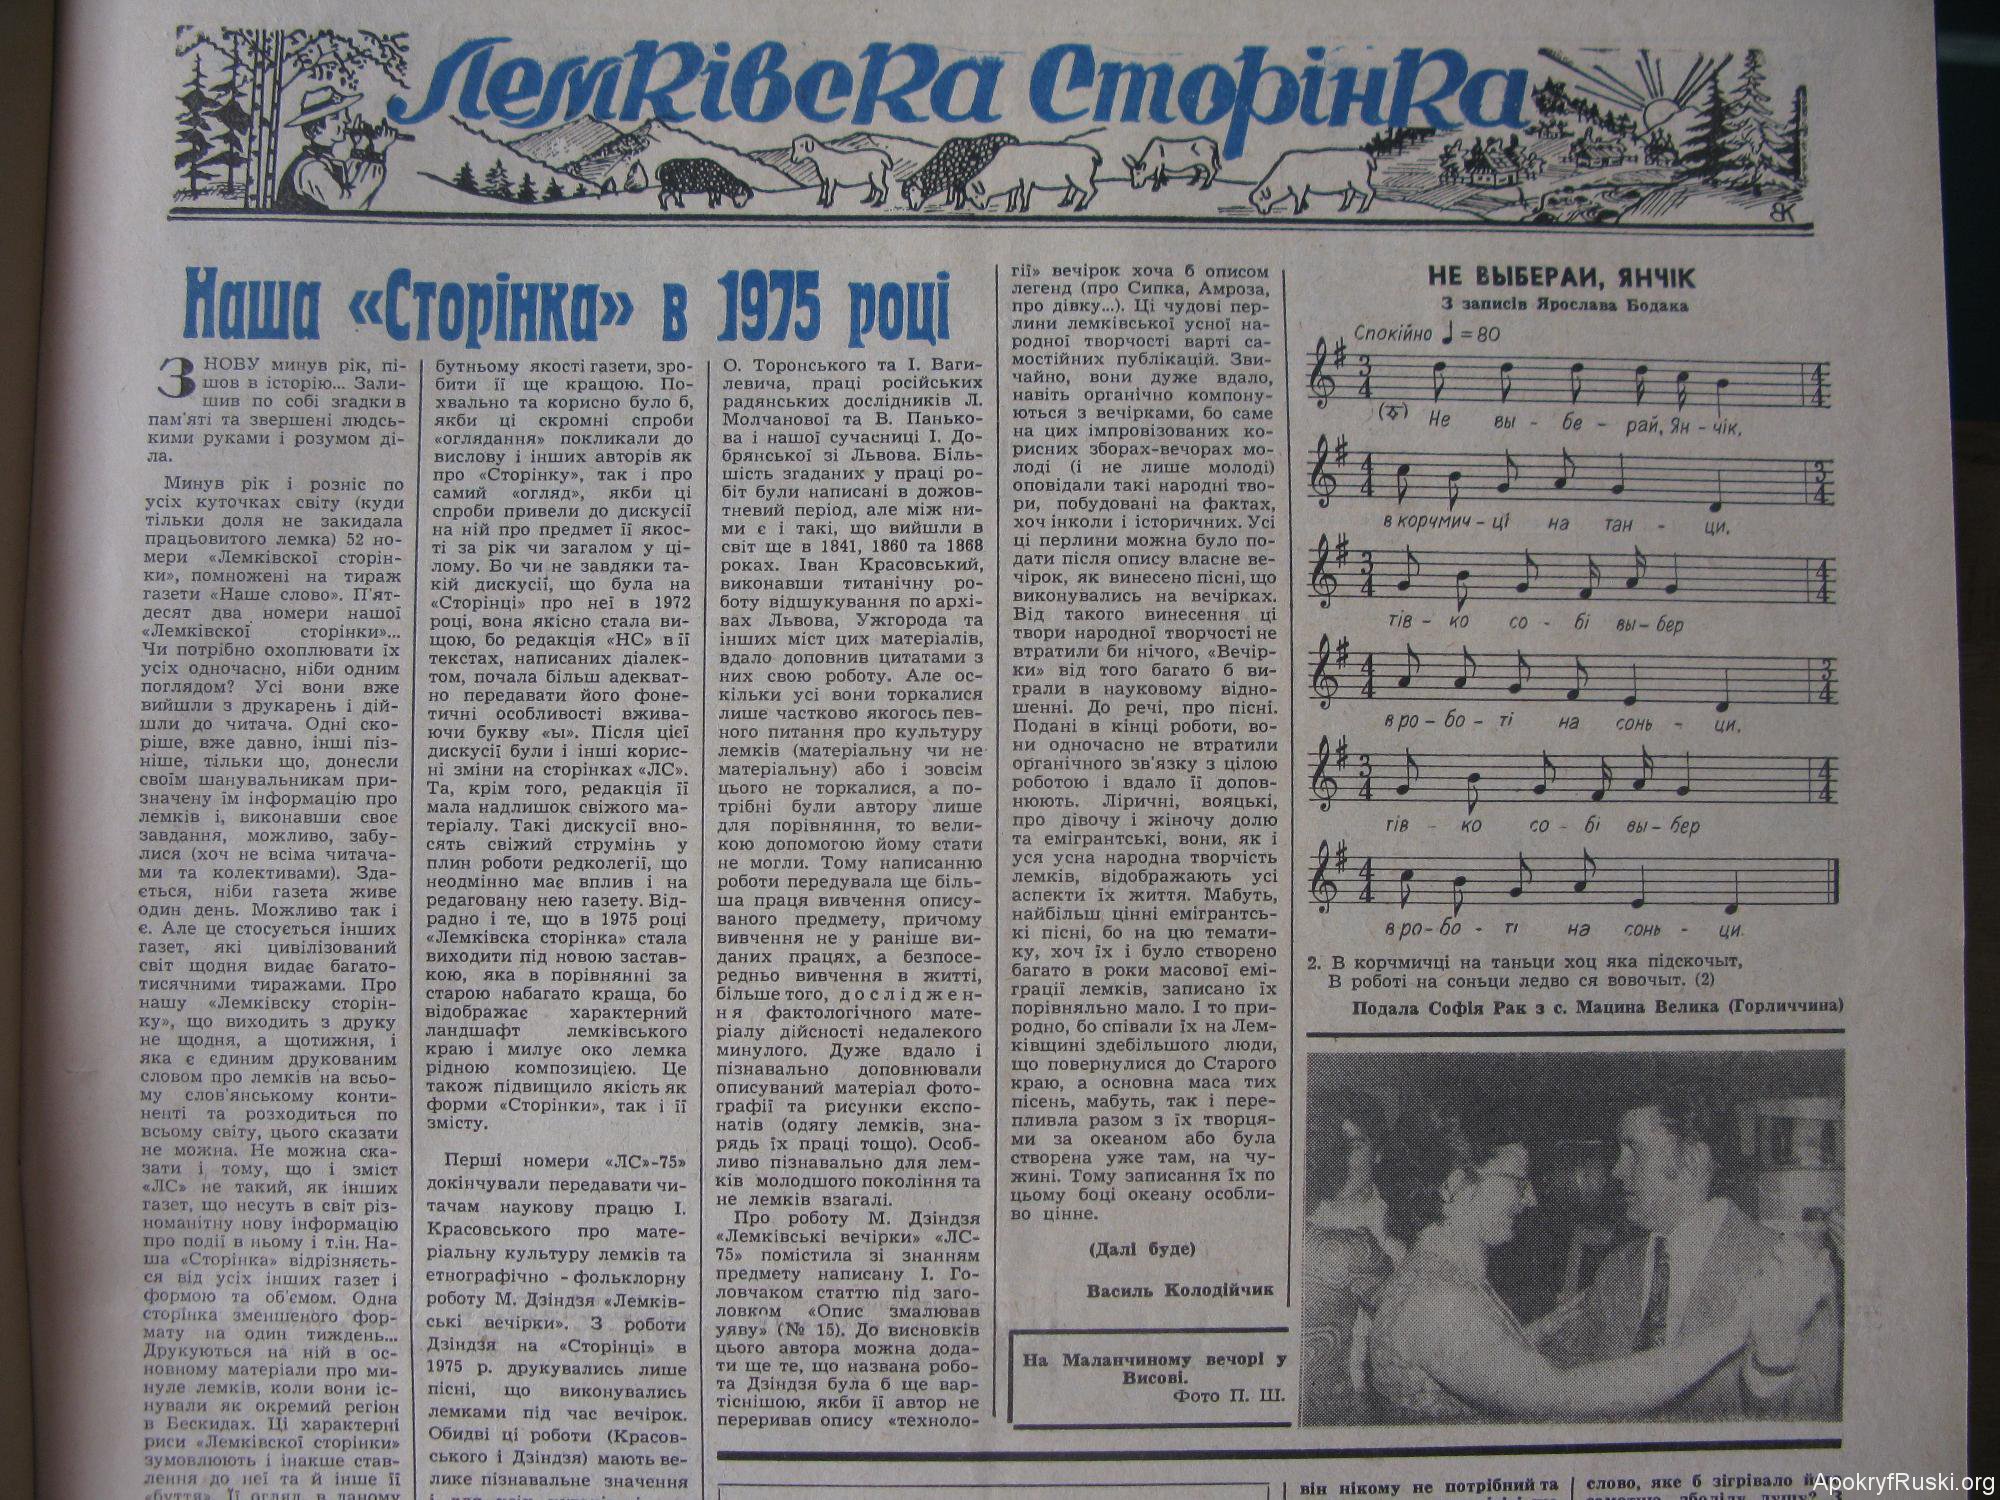 Лемківска Сторінка
Наша «Сторінка» в 1975 році
ЗНОВУ минув рік, пі-
шов в історію... Зали-
шив по собі згадки в
пам'яті та звершені людсь-
кими руками і розумом ді-
ла.
Минув рік і розніс по
усіх куточках світу (куди
тільки доля не закидала
працьовитого лемка) 52 но-
мери «Лемківскої сторін-
ки», помножені на тираж
газети «Наше слово». П'ят-
десят два номери нашої
«Лемківскої сторінки»...
Чи потрібно охоплювати їх
усіх одночасно, ніби одним
поглядом? Усі вони вже
вийшли з друкарень і дій-
шли до читача. Одні ско-
ріше, вже давно, інші піз-
ніше, тільки що, донесли
своїм шанувальникам при-
значену їм інформацію про
лемків і, виконавши своє
завдання, можливо, забу-
лися (хоч не всіма читача-
ми та колективами). Зда-
ється, ніби газета живе
один день. Можливо так і
є. Але це стосується інших
газет, які цивілізований
світ щодня видає багато-
тисячними тиражами. Про
нашу «Лемківску сторін-
ку», що виходить з друку
не щодня, а щотижня, і
яка є єдиним друкованим
словом про лемків на всьо-
му слов'янському конти-
ненті та розходиться по
всьому світу, цього сказати
не можна. Не можна ска-
зати і тому, що і зміст
«ЛС» не такий, як інших
газет, що несуть в світ різ-
номанітну нову інформацію
про події в ньому і т.ін. На-
ша «Сторінка» відрізняєть-
ся від усіх інших газет і
формою та об'ємом. Одна
сторінка зменшеного фор-
мату на один тиждень...
Друкуються на ній в ос-
новному матеріали про ми-
нуле лемків, коли вони іс-
нували як окремий регіон
в Бескидах. Ці характерні
риси «Лемківскої сторінки»
зумовлюють і інакше став-
лення до неї та й інше її
«буття». Її огляд в даному
бутньому якості газети, зро-
бити її ще кращою. По-
хвально та корисно було б,
якби ці скромні спроби
«оглядання» покликали до
вислову і інших авторів як
про «Сторінку», так і про
самий «огляд», якби ці
спроби привели до дискусії
на ній про предмет її якос-
ті за рік чи загалом у ці-
лому. Бо чи не завдяки та-
кій дискусії, що була на
«Сторінці» про неї в 1972
році, вона якісно стала ви-
щою, бо редакція «НС» в її
текстах, написаних діалек-
том, почала більш адекват-
но передавати його фоне-
тичні особливості вжива-
ючи букву «ы». Після цієї
дискусії були і інші корис-
ні зміни на сторінках «ЛС».
Та, крім того, редакція її
мала надлишок свіжого ма-
теріалу. Такі дискусії вно-
сять свіжий струмінь у
плин роботи редколегії, що
неодмінно має вплив і на
редаговану нею газету. Від-
радно і те, що в 1975 році
«Лемківска сторінка» стала
виходити під новою застав-
кою, яка в порівнянні за
старою набагато краща, бо
відображає характерний
ландшафт лемківського
краю і милує око лемка
рідною композицією. Це
також підвищило якість як
форми «Сторінки», так і її
змісту.
Перші номери «ЛС»-75»
докінчували передавати чи-
тачам наукову працю І.
Красовського про мате-
ріальну культуру лемків та
етнографічно - фольклорну
роботу М. Дзіндзя «Лемків-
ські вечірки». З роботи
Дзіндзя на «Сторінці» в
1975 р. друкувались лише
пісні, що виконувались
лемками під час вечірок.
Обидві ці роботи (Красов-
ського і Дзіндзя) мають ве-
лике пізнавальне значення
О. Торонського та І. Ваги-
левича, праці російських
радянських дослідників Л.
Молчанової та В. Панько-
ва і нашої сучасниці І. До-
брянської зі Львова. Біль-
шість згаданих у праці ро-
біт були написані в дожов-
тневий період, але між ни-
ми є і такі, що вийшли в
світ ще в 1841, 1860 та 1868
роках. Іван Красовський,
виконавши титанічну ро-
боту відшукування по архі-
вах Львова, Ужгорода та
інших міст цих матеріалів,
вдало доповнив цитатами з
них свою роботу. Але ос-
кільки усі вони торкалися
лише частково якогось пев-
ного питання про культуру
лемків (матеріальну чи не
матеріальну) або і зовсім
цього не торкалися, а по-
трібні були автору лише
для порівняння, то вели-
кою допомогою йому стати
не могли. Тому написанню
роботи передувала ще біль-
ша праця вивчення опису-
ваного предмету, причому
вивчення не у раніше ви-
даних працях, а безпосе-
редньо вивчення в житті,
більше того, досліджен-
ня фактологічного мате-
ріалу дійсності недалекого
минулого. Дуже вдало і
пізнавально доповнювали
описуваний матеріал фото-
графії та рисунки експо-
натів (одягу лемків, зна-
рядь їх праці тощо). Особ-
ливо пізнавально для лем-
ків молодшого покоління та
не лемків взагалі.
Про роботу М. Дзіндзя
«Лемківські вечірки» «ЛС-
75» помістила зі знанням
предмету написану І. Го-
ловчаком статтю під заго-
ловком «Опис змалював
уяву» (№ 15). До висновків
цього автора можна дода-
ти ще те, що названа робо-
та Дзіндзя була б ще вар-
тіснішою, якби її автор не
переривав опису «техноло-
гії» вечірок хоча б описом
легенд (про Сипка, Амроза,
про дівку...). Ці чудові пер-
лини лемківської усної на-
родної творчості варті са-
мостійних публікацій. Зви-
чайно, вони дуже вдало,
навіть органічно компону-
ються з вечірками, бо саме
на цих імпровізованих ко-
рисних зборах-вечорах мо-
лоді (і не лише молоді)
оповідали такі народні тво-
ри, побудовані на фактах,
хоч інколи і історичних. Усі
ці перлини можна було по-
дати після опису власне ве-
чірок, як винесено пісні, що
виконувались на вечірках.
Від такого винесення ці
твори народної творчості не
втратили би нічого, «Вечір-
ки» від того багато б ви-
грали в науковому відно-
шенні. До речі, про пісні.
Подані в кінці роботи, во-
ни одночасно не втратили
органічного зв'язку з цілою
роботою і вдало її допов-
нюють. Ліричні, вояцькі,
про дівочу і жіночу долю
та емігрантські, вони, як і
уся усна народна творчість
лемків, відображають усі
аспекти їх життя. Мабуть,
найбільш цінні емігрантсь-
кі пісні, бо на цю темати-
ку, хоч їх і було створено
багато в роки масової емі-
грації лемків, записано їх
порівняльно мало. І то при-
родно, бо співали їх на Лем-
ківщині здебільшого люди,
що повернулися до Старого
краю, а основна маса тих
пісень, мабуть, так і пере-
пливла разом з їх творця-
ми за океаном або була
створена уже там, на чу-
жині. Тому записання їх по
цьому боці океану особли-
во цінне.
(Далі буде)
Василь Колодійчик
На Маланчиному вечорі у
Висові.
Фото П. Ш.
НЕ ВЫБЕРАЙ, ЯНЧІК
З записів Ярослава Бодака
Спокійно ♩=80
Не вы - бе - рай, Ян - чік,
в корчмич - ці на тан - ци,
гів - ко со - бі вы - бер
в ро - бо - ті на сонь - ци.
гів - ко со - бі вы - бер
в ро - бо - ті на сонь - ци.
2. В корчмичці на таньци хоц яка підскочыт,
В роботі на соньци ледво ся вовочыт. (2)
Подала Софія Рак з с. Мацина Велика (Горличчина)
він нікому не потрібний та
слово, яке б зігрівало
ApokryfRuski.org